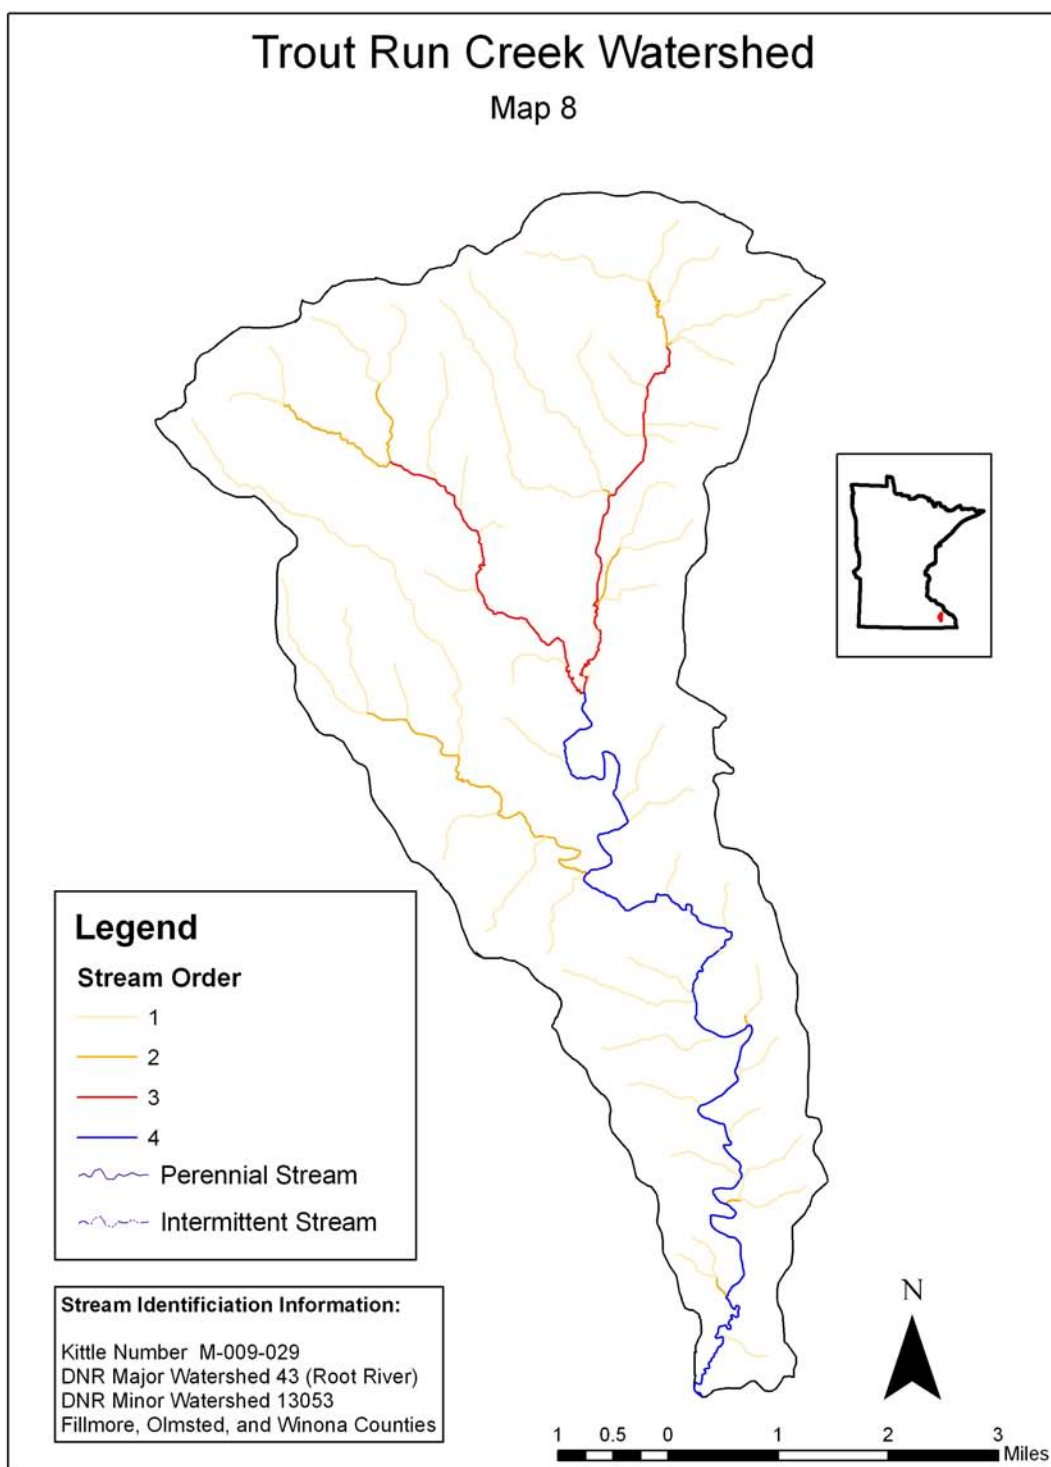 Trout Run Creek Watershed
Map 8
Legend
Stream Order
1
2
3
4
Perennial Stream
Intermittent Stream
Stream Identificiation Information:
Kittle Number M-009-029
DNR Major Watershed 43 (Root River)
DNR Minor Watershed 13053
Fillmore, Olmsted, and Winona Counties
N
1 0.5 0 1 2 3
Miles